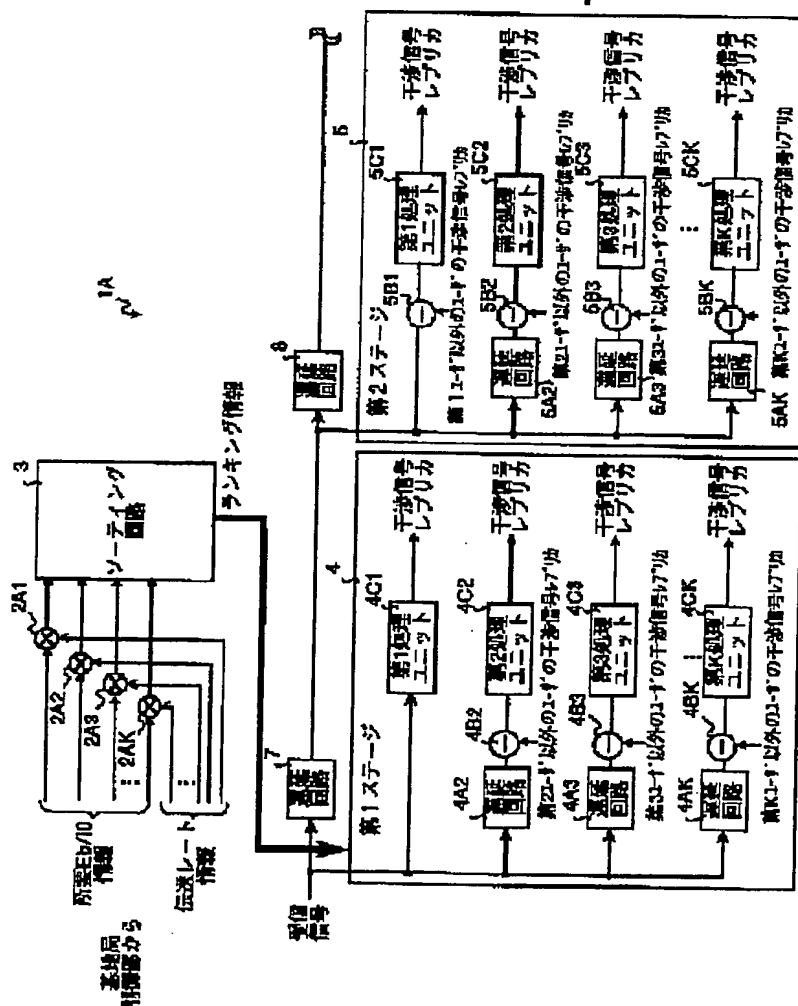 1A
基地局
制御部から
所要Eb/I0
情報
伝送レート
情報
2A1
2A2
2A3
2AK
3
ソーティング
回路
ランキング情報
受信
信号
7
遅延
回路
8
遅延
回路
4
第1ステージ
4C1
第1処理
ユニット
干渉信号
レプリカ
4A2
遅延
回路
4B2
4C2
第2処理
ユニット
干渉信号
レプリカ
第2ユーザ以外のユーザの干渉信号レプリカ
4A3
遅延
回路
4B3
4C3
第3処理
ユニット
干渉信号
レプリカ
第3ユーザ以外のユーザの干渉信号レプリカ
4AK
遅延
回路
4BK
4CK
第K処理
ユニット
干渉信号
レプリカ
第Kユーザ以外のユーザの干渉信号レプリカ
5
第2ステージ
5B1
5C1
第1処理
ユニット
干渉信号
レプリカ
第1ユーザ以外のユーザの干渉信号レプリカ
5A2
遅延
回路
5B2
5C2
第2処理
ユニット
干渉信号
レプリカ
第2ユーザ以外のユーザの干渉信号レプリカ
5A3
遅延
回路
5B3
5C3
第3処理
ユニット
干渉信号
レプリカ
第3ユーザ以外のユーザの干渉信号レプリカ
5AK
遅延
回路
5BK
5CK
第K処理
ユニット
干渉信号
レプリカ
第Kユーザ以外のユーザの干渉信号レプリカ